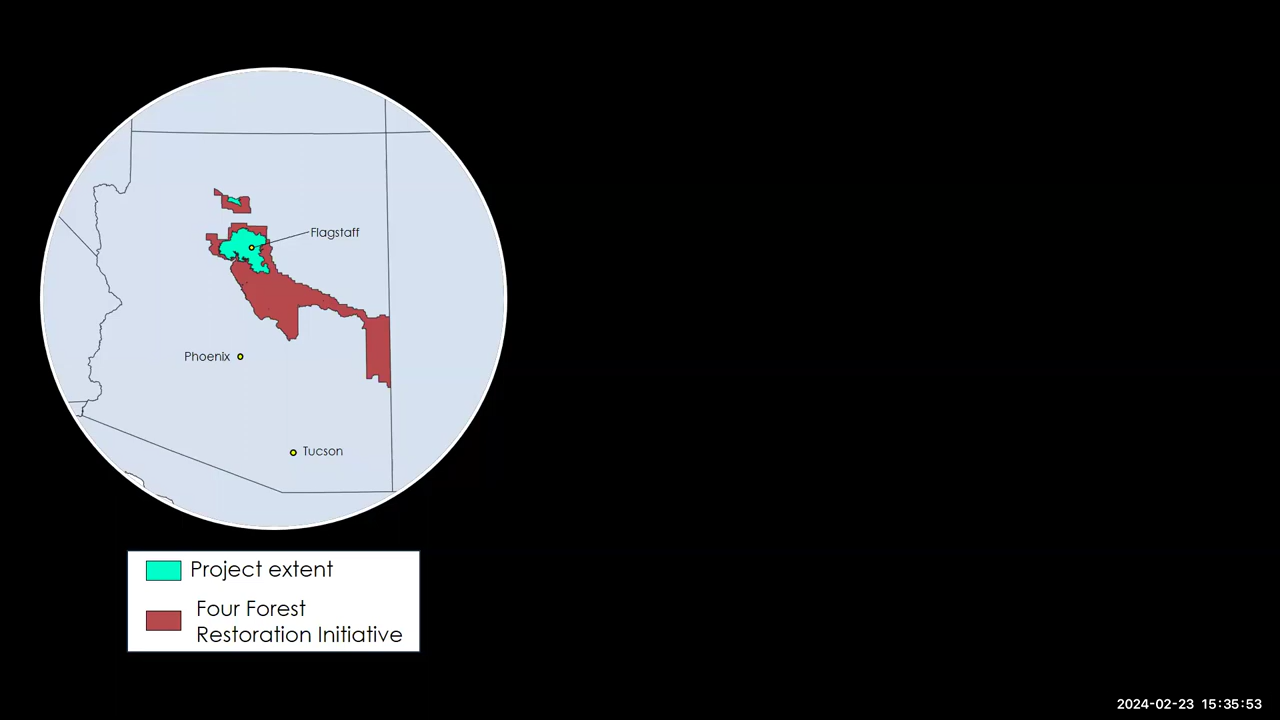 Flagstaff
Phoenix
Tucson
Project extent
Four Forest
Restoration Initiative
2024-02-23 15:35:53